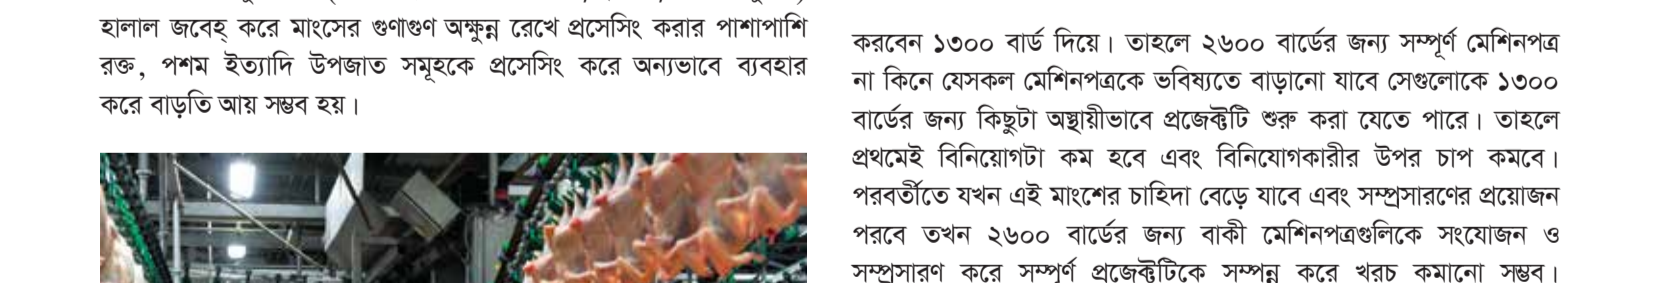 হালাল জবেহ্ করে মাংসের গুণাগুণ অক্ষুন্ন রেখে প্রসেসিং করার পাশাপাশি
রক্ত, পশম ইত্যাদি উপজাত সমূহকে প্রসেসিং করে অন্যভাবে ব্যবহার
করে বাড়তি আয় সম্ভব হয়।
করবেন ১৩০০ বার্ড দিয়ে। তাহলে ২৬০০ বার্ডের জন্য সম্পূর্ণ মেশিনপত্র
না কিনে যেসকল মেশিনপত্রকে ভবিষ্যতে বাড়ানো যাবে সেগুলোকে ১৩০০
বার্ডের জন্য কিছুটা অস্থায়ীভাবে প্রজেক্টটি শুরু করা যেতে পারে। তাহলে
প্রথমেই বিনিয়োগটা কম হবে এবং বিনিযোগকারীর উপর চাপ কমবে।
পরবর্তীতে যখন এই মাংশের চাহিদা বেড়ে যাবে এবং সম্প্রসারণের প্রয়োজন
পরবে তখন ২৬০০ বার্ডের জন্য বাকী মেশিনপত্রগুলিকে সংযোজন ও
সম্প্রসারণ করে সম্পূর্ণ প্রজেক্টটিকে সম্পন্ন করে খরচ কমানো সম্ভব।